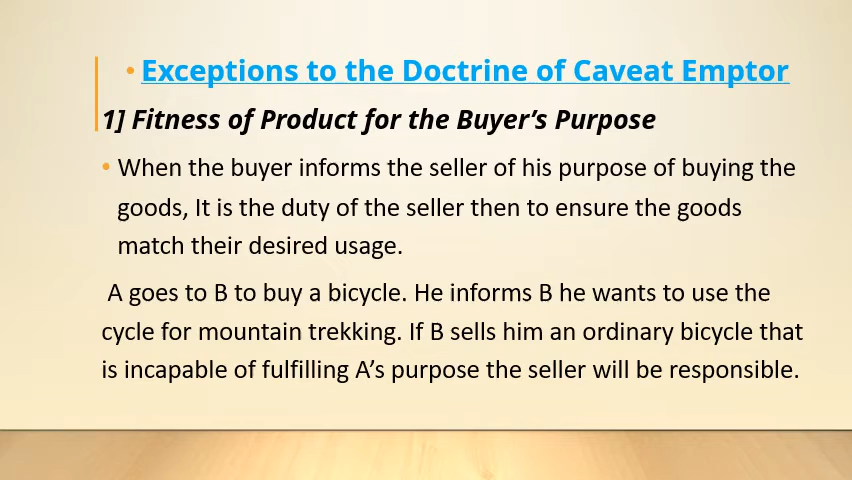 • Exceptions to the Doctrine of Caveat Emptor
1] Fitness of Product for the Buyer’s Purpose
• When the buyer informs the seller of his purpose of buying the
goods, It is the duty of the seller then to ensure the goods
match their desired usage.
A goes to B to buy a bicycle. He informs B he wants to use the
cycle for mountain trekking. If B sells him an ordinary bicycle that
is incapable of fulfilling A’s purpose the seller will be responsible.